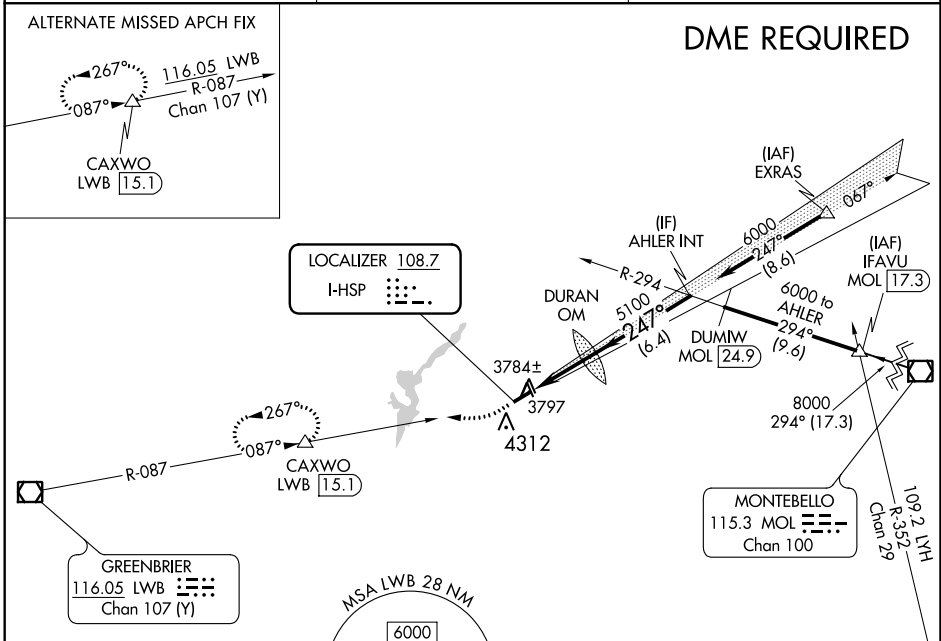 ALTERNATE MISSED APCH FIX
267°
116.05 LWB
R-087
Chan 107 (Y)
087°
CAXWO
LWB 15.1
DME REQUIRED
(IAF)
EXRAS
067°
6000
247°
(8.6)
(IF)
AHLER INT
(IAF)
IFAVU
MOL 17.3
R-294
LOCALIZER 108.7
I-HSP
DURAN
OM
5100
247°
(6.4)
DUMIW
MOL 24.9
6000 to
AHLER
294°
(9.6)
3784±
3797
4312
8000
294° (17.3)
267°
087°
R-087
CAXWO
LWB 15.1
MONTEBELLO
115.3 MOL
Chan 100
109.2 LYH
R-352
Chan 29
GREENBRIER
116.05 LWB
Chan 107 (Y)
MSA LWB 28 NM
6000